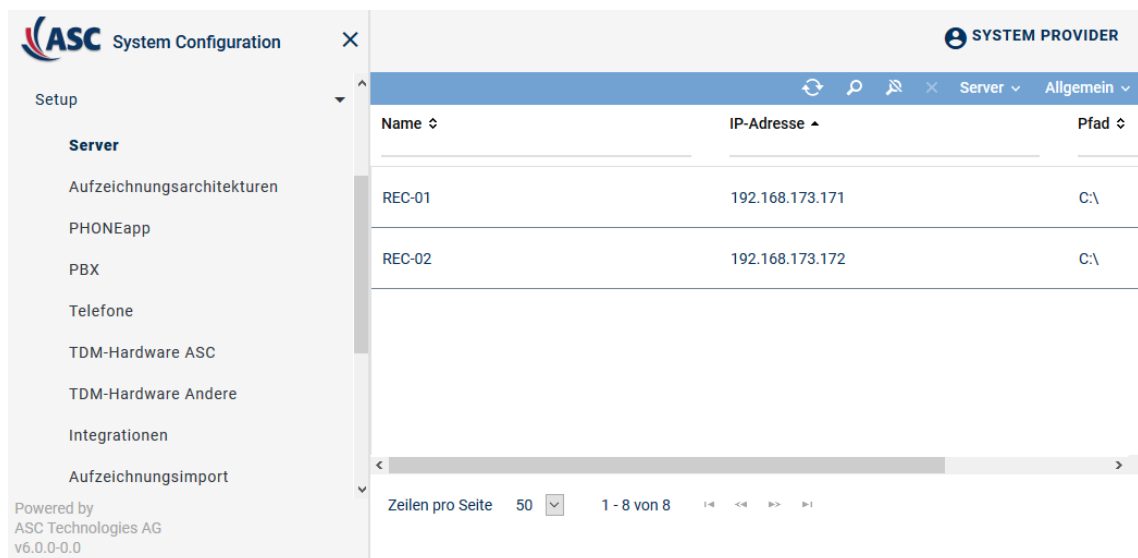 ASC System Configuration
SYSTEM PROVIDER
Setup
Server
Aufzeichnungsarchitekturen
PHONEapp
PBX
Telefone
TDM-Hardware ASC
TDM-Hardware Andere
Integrationen
Aufzeichnungsimport
Powered by
ASC Technologies AG
v6.0.0-0.0
Server Allgemein
Name IP-Adresse Pfad
REC-01 192.168.173.171 C:\
REC-02 192.168.173.172 C:\
Zeilen pro Seite 50 1 - 8 von 8